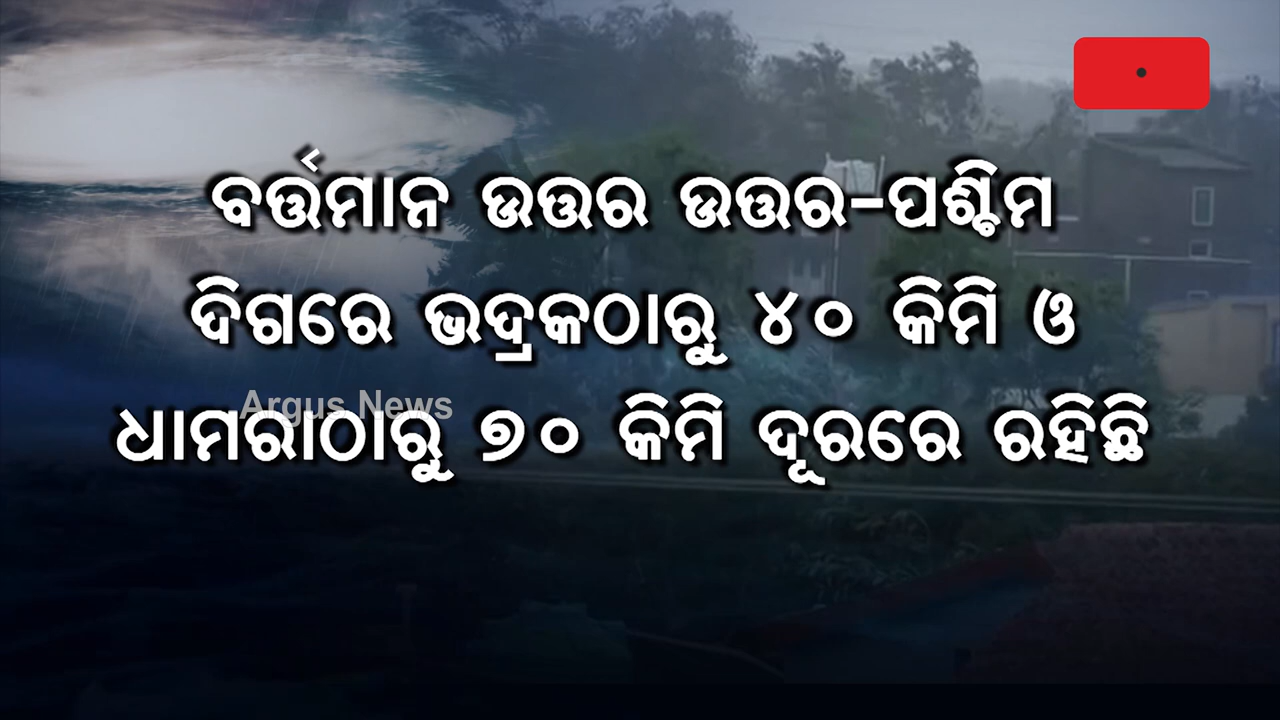 ବର୍ତ୍ତମାନ ଉତ୍ତର ଉତ୍ତର-ପଶ୍ଚିମ
ଦିଗରେ ଭଦ୍ରକଠାରୁ ୪୦ କିମି ଓ
Argus News
ଧାମରାଠାରୁ ୭୦ କିମି ଦୂରରେ ରହିଛି